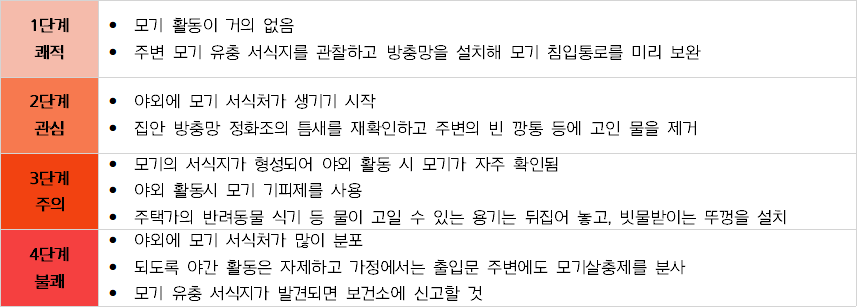 1단계
쾌적
• 모기 활동이 거의 없음
• 주변 모기 유충 서식지를 관찰하고 방충망을 설치해 모기 침입통로를 미리 보완
2단계
관심
• 야외에 모기 서식처가 생기기 시작
• 집안 방충망 정화조의 틈새를 재확인하고 주변의 빈 깡통 등에 고인 물을 제거
3단계
주의
• 모기의 서식지가 형성되어 야외 활동 시 모기가 자주 확인됨
• 야외 활동시 모기 기피제를 사용
• 주택가의 반려동물 식기 등 물이 고일 수 있는 용기는 뒤집어 놓고, 빗물받이는 뚜껑을 설치
4단계
불쾌
• 야외에 모기 서식처가 많이 분포
• 되도록 야간 활동은 자제하고 가정에서는 출입문 주변에도 모기살충제를 분사
• 모기 유충 서식지가 발견되면 보건소에 신고할 것